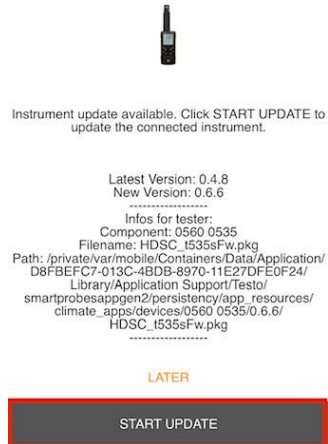 Instrument update available. Click START UPDATE to
update the connected instrument.
Latest Version: 0.4.8
New Version: 0.6.6
------------------
Infos for tester:
Component: 0560 0535
Filename: HDSC_t535sFw.pkg
Path: /private/var/mobile/Containers/Data/Application/
D8FBEFC7-013C-4BDB-8970-11E27DFE0F24/
Library/Application Support/Testo/
smartprobesappgen2/persistency/app_resources/
climate_apps/devices/0560 0535/0.6.6/
HDSC_t535sFw.pkg
------------------
LATER
START UPDATE